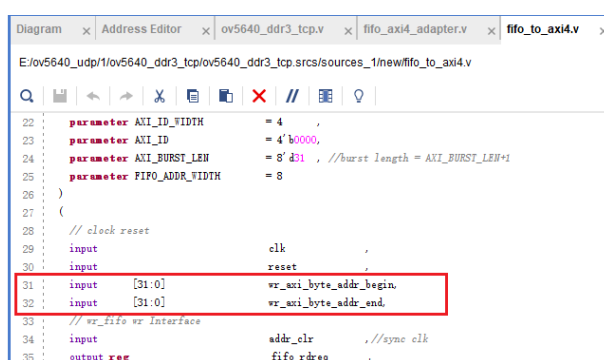 Diagram × Address Editor × ov5640_ddr3_tcp.v × fifo_axi4_adapter.v × fifo_to_axi4.v ×
E:/ov5640_udp/1/ov5640_ddr3_tcp/ov5640_ddr3_tcp.srcs/sources_1/new/fifo_to_axi4.v
22 parameter AXI_ID_WIDTH = 4 ,
23 parameter AXI_ID = 4'b0000,
24 parameter AXI_BURST_LEN = 8'd31 , //burst length = AXI_BURST_LEN+1
25 parameter FIFO_ADDR_WIDTH = 8
26 )
27 (
28 // clock reset
29 input clk ,
30 input reset ,
31 input [31:0] wr_axi_byte_addr_begin,
32 input [31:0] wr_axi_byte_addr_end,
33 // wr_fifo wr Interface
34 input addr_clr ,//sync clk
35 output reg fifo_rdreq ,